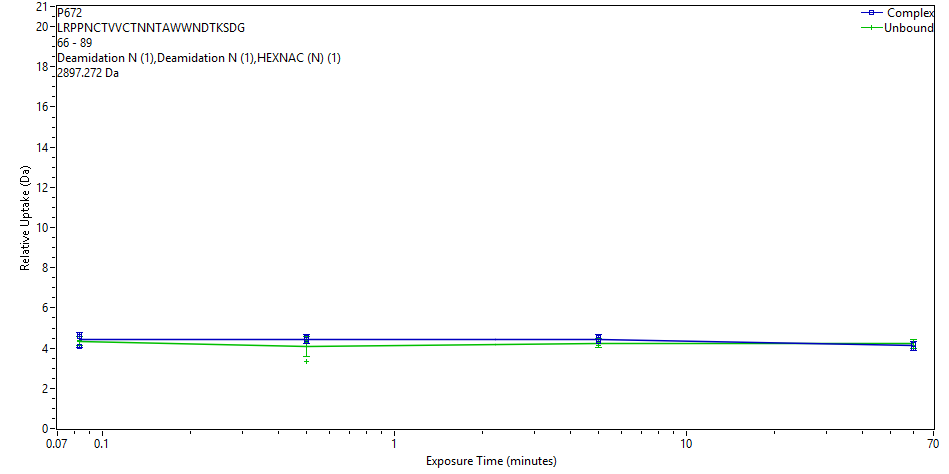 P672
LRPPNCTVVCTNNTAWWNDTKSDG
66 - 89
Deamidation N (1),Deamidation N (1),HEXNAC (N) (1)
2897.272 Da
Complex
Unbound
21
20
18
16
14
12
10
8
6
4
2
0
Relative Uptake (Da)
0.07
0.1
1
10
70
Exposure Time (minutes)